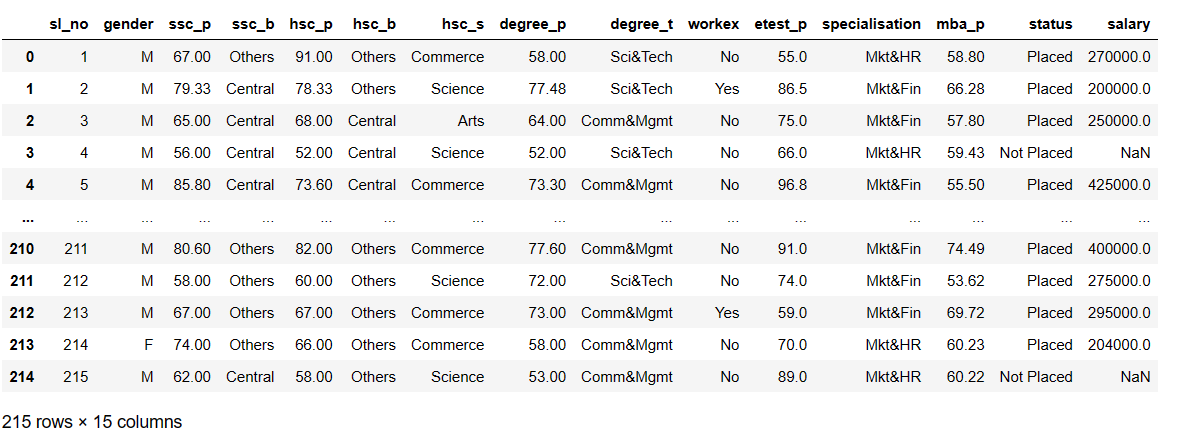 sl_no gender ssc_p ssc_b hsc_p hsc_b hsc_s degree_p degree_t workex etest_p specialisation mba_p status salary
0 1 M 67.00 Others 91.00 Others Commerce 58.00 Sci&Tech No 55.0 Mkt&HR 58.80 Placed 270000.0
1 2 M 79.33 Central 78.33 Others Science 77.48 Sci&Tech Yes 86.5 Mkt&Fin 66.28 Placed 200000.0
2 3 M 65.00 Central 68.00 Central Arts 64.00 Comm&Mgmt No 75.0 Mkt&Fin 57.80 Placed 250000.0
3 4 M 56.00 Central 52.00 Central Science 52.00 Sci&Tech No 66.0 Mkt&HR 59.43 Not Placed NaN
4 5 M 85.80 Central 73.60 Central Commerce 73.30 Comm&Mgmt No 96.8 Mkt&Fin 55.50 Placed 425000.0
... ... ... ... ... ... ... ... ... ... ... ... ... ... ... ...
210 211 M 80.60 Others 82.00 Others Commerce 77.60 Comm&Mgmt No 91.0 Mkt&Fin 74.49 Placed 400000.0
211 212 M 58.00 Others 60.00 Others Science 72.00 Sci&Tech No 74.0 Mkt&Fin 53.62 Placed 275000.0
212 213 M 67.00 Others 67.00 Others Commerce 73.00 Comm&Mgmt Yes 59.0 Mkt&Fin 69.72 Placed 295000.0
213 214 F 74.00 Others 66.00 Others Commerce 58.00 Comm&Mgmt No 70.0 Mkt&HR 60.23 Placed 204000.0
214 215 M 62.00 Central 58.00 Others Science 53.00 Comm&Mgmt No 89.0 Mkt&HR 60.22 Not Placed NaN
215 rows × 15 columns